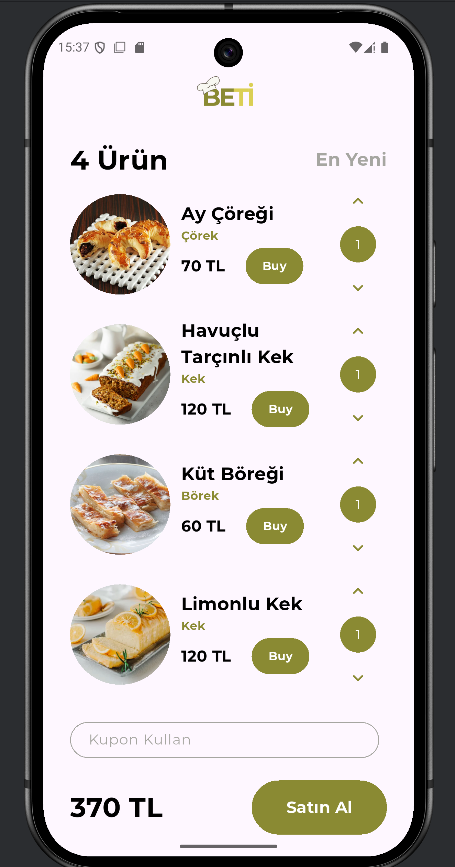 15:37
BETİ
4 Ürün
En Yeni
Ay Çöreği
Çörek
70 TL
Buy
1
Havuçlu
Tarçınlı Kek
Kek
120 TL
Buy
1
Küt Böreği
Börek
60 TL
Buy
1
Limonlu Kek
Kek
120 TL
Buy
1
Kupon Kullan
370 TL
Satın Al